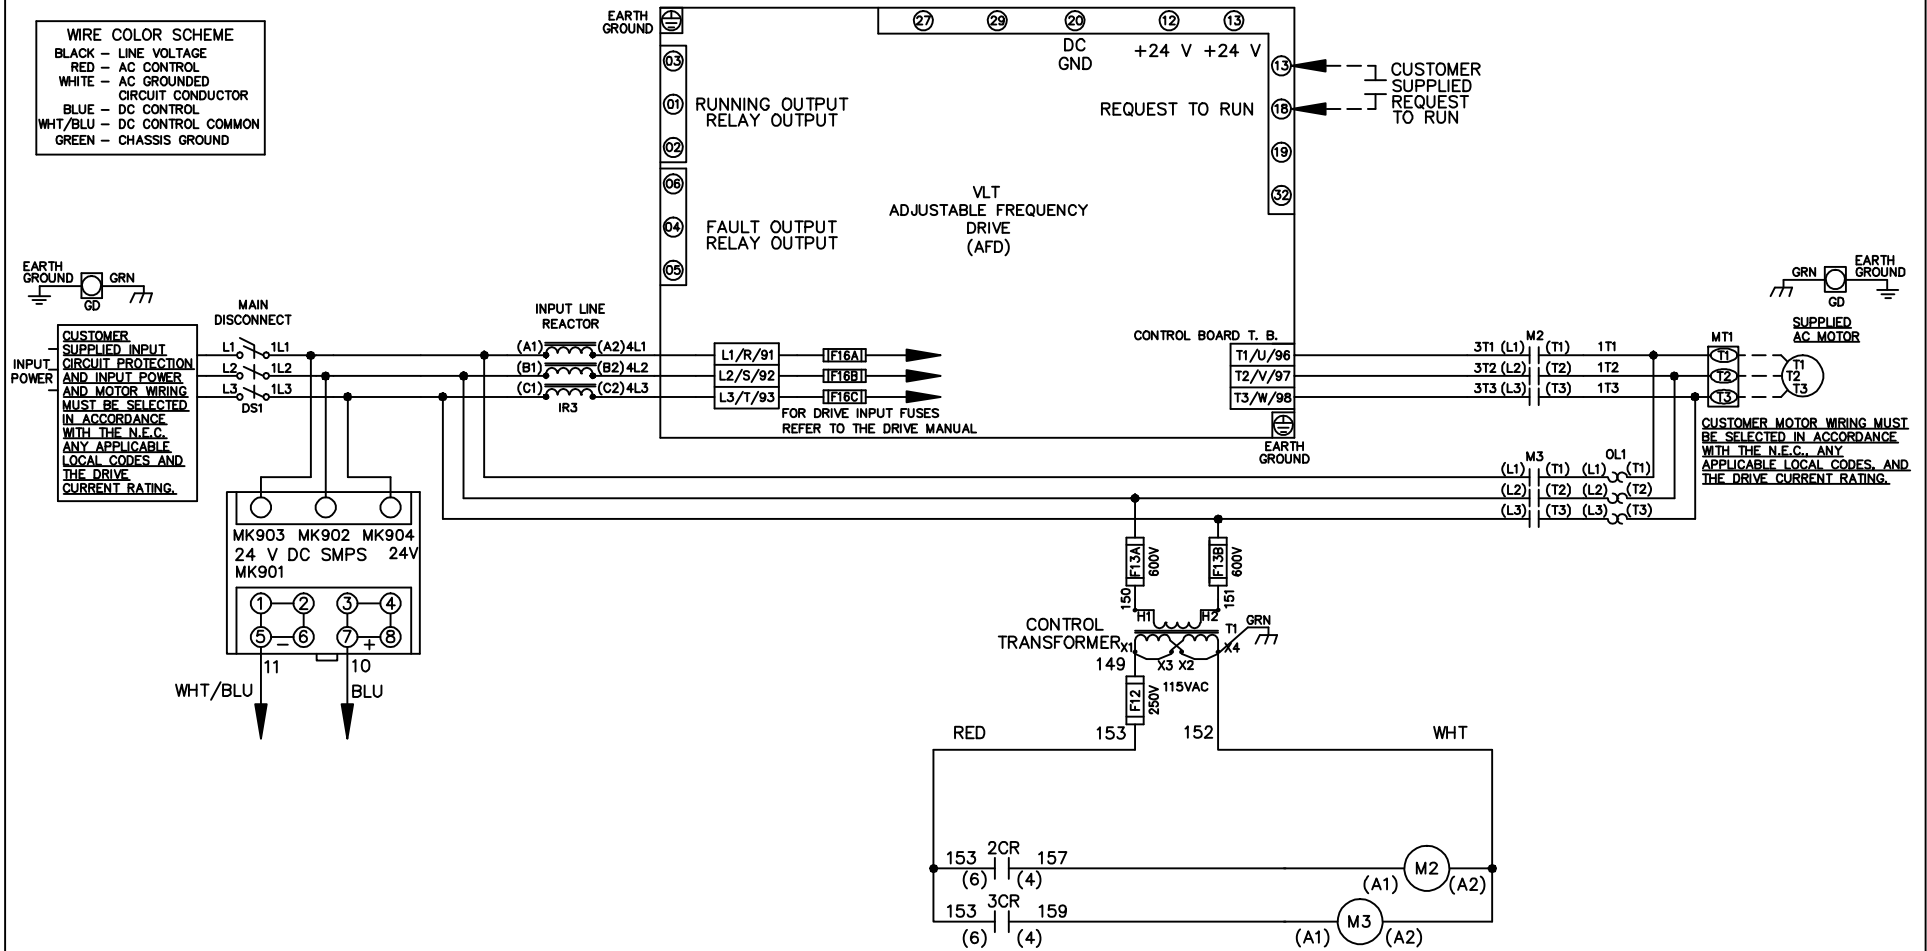 WIRE COLOR SCHEME
BLACK – LINE VOLTAGE
RED – AC CONTROL
WHITE – AC GROUNDED
CIRCUIT CONDUCTOR
BLUE – DC CONTROL
WHT/BLU – DC CONTROL COMMON
GREEN – CHASSIS GROUND
EARTH
GROUND
27
29
20
12
13
DC
GND
+24 V
+24 V
03
01
02
RUNNING OUTPUT
RELAY OUTPUT
06
04
05
FAULT OUTPUT
RELAY OUTPUT
REQUEST TO RUN
13
18
19
32
CUSTOMER
SUPPLIED
REQUEST
TO RUN
VLT
ADJUSTABLE FREQUENCY
DRIVE
(AFD)
EARTH
GROUND
GRN
GD
INPUT
POWER
CUSTOMER
SUPPLIED INPUT
CIRCUIT PROTECTION
AND INPUT POWER
AND MOTOR WIRING
MUST BE SELECTED
IN ACCORDANCE
WITH THE N.E.C.
ANY APPLICABLE
LOCAL CODES AND
THE DRIVE
CURRENT RATING.
MAIN
DISCONNECT
L1 1L1
L2 1L2
L3 1L3
DS1
INPUT LINE
REACTOR
(A1) (A2) 4L1
(B1) (B2) 4L2
(C1) (C2) 4L3
IR3
L1/R/91
L2/S/92
L3/T/93
F16A
F16B
F16C
FOR DRIVE INPUT FUSES
REFER TO THE DRIVE MANUAL
CONTROL BOARD T. B.
T1/U/96
T2/V/97
T3/W/98
EARTH
GROUND
M2
3T1 (L1) (T1) 1T1
3T2 (L2) (T2) 1T2
3T3 (L3) (T3) 1T3
MT1
T1
T2
T3
GRN
GD
EARTH
GROUND
SUPPLIED
AC MOTOR
T1
T2
T3
CUSTOMER MOTOR WIRING MUST
BE SELECTED IN ACCORDANCE
WITH THE N.E.C., ANY
APPLICABLE LOCAL CODES, AND
THE DRIVE CURRENT RATING.
M3
OL1
(L1) (T1) (L1) (T1)
(L2) (T2) (L2) (T2)
(L3) (T3) (L3) (T3)
MK903 MK902 MK904
24 V DC SMPS 24V
MK901
1 2 3 4
5 – 6 7 + 8
11
10
WHT/BLU
BLU
F13A
600V
F13B
600V
150
151
H1
H2
GRN
CONTROL
TRANSFORMER
T1
X1
X3 X2
X4
149
115VAC
F12
250V
153
152
RED
WHT
153 2CR 157
(6) (4)
M2
(A1) (A2)
153 3CR 159
(6) (4)
M3
(A1) (A2)